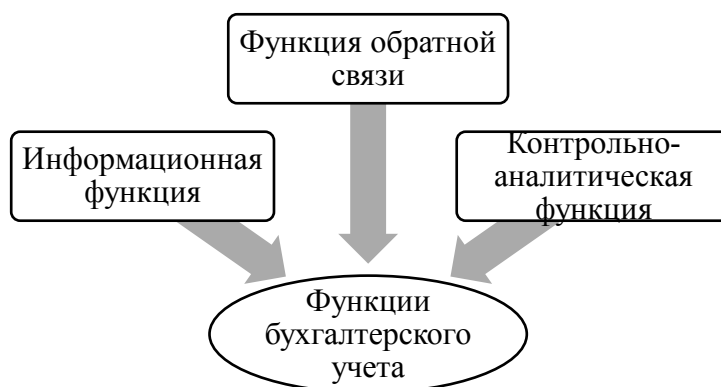 Функция обратной
связи
Информационная
функция
Контрольно-
аналитическая
функция
Функции
бухгалтерского
учета